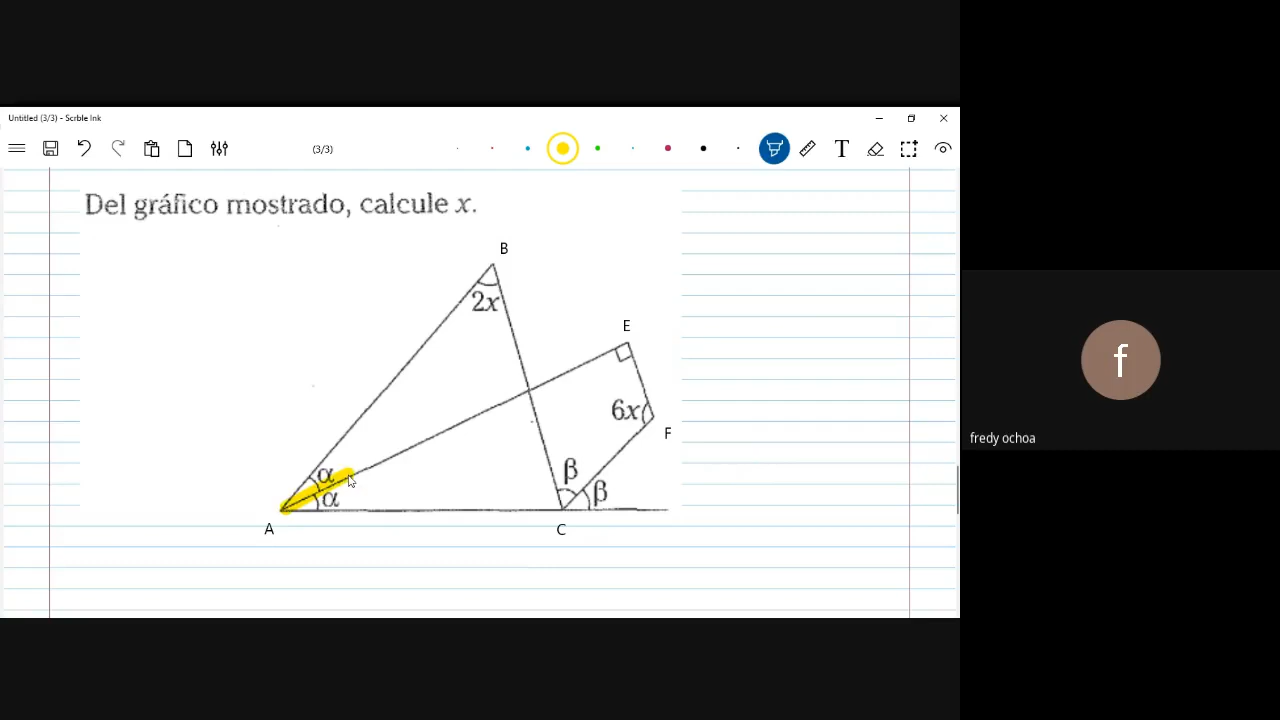 Untitled (3/3) - Scrble Ink
(3/3)
T
Del gráfico mostrado, calcule x.
B
2x
E
6x
F
f
fredy ochoa
β
α
β
α
A
C